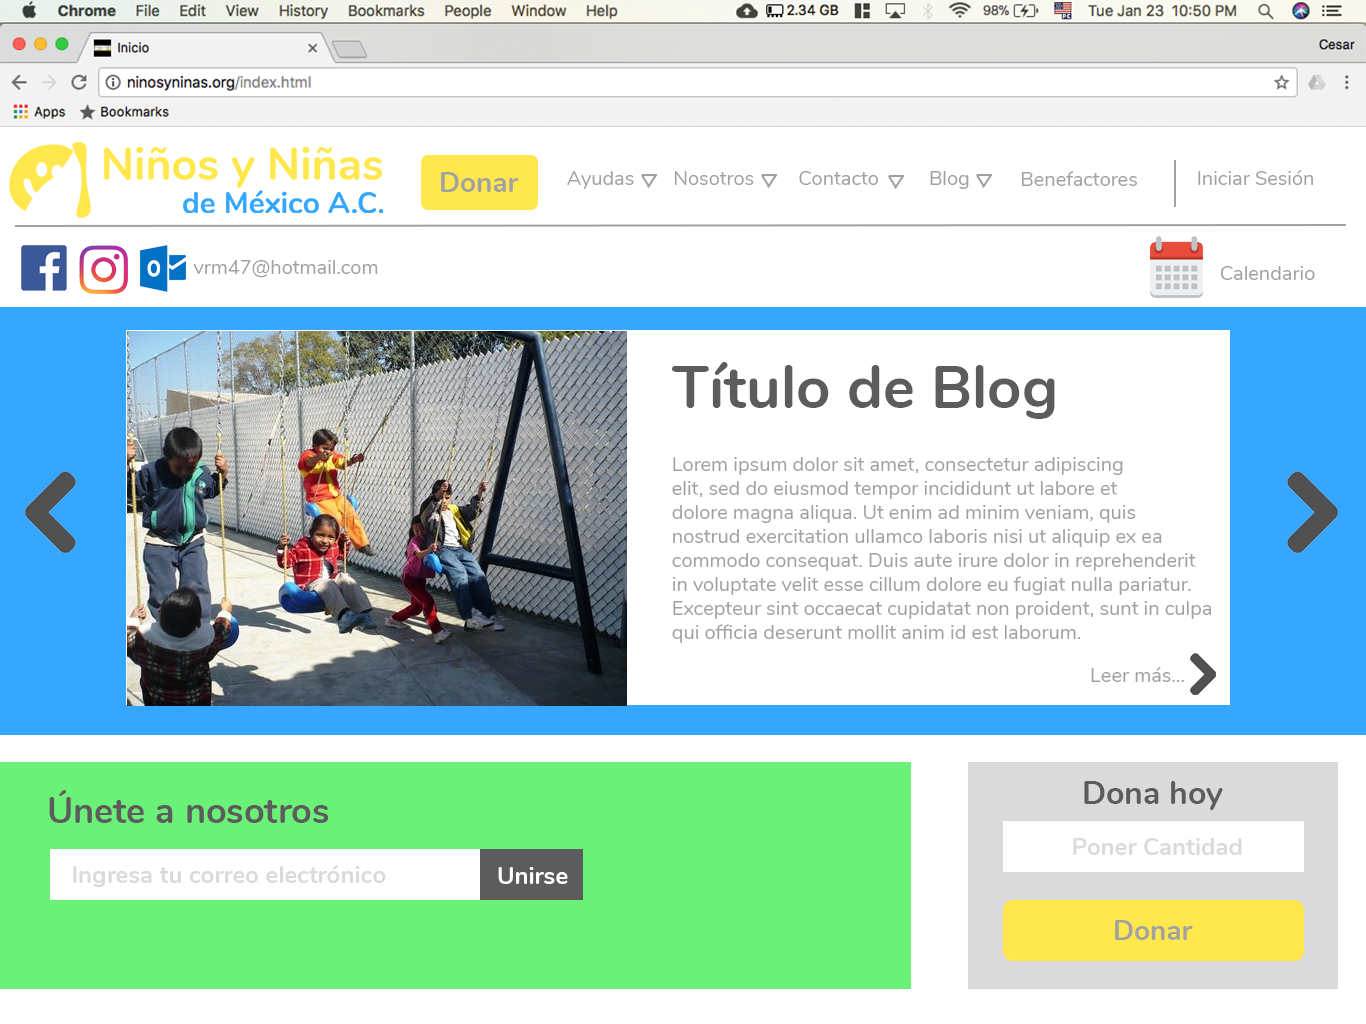 Chrome File Edit View History Bookmarks People Window Help 2.34 GB 98% Tue Jan 23 10:50 PM
Inicio
Cesar
ninosyninas.org/index.html
Apps Bookmarks
Niños y Niñas
de México A.C.
Donar Ayudas Nosotros Contacto Blog Benefactores Iniciar Sesión
vrm47@hotmail.com
Calendario
Título de Blog
Lorem ipsum dolor sit amet, consectetur adipiscing
elit, sed do eiusmod tempor incididunt ut labore et
dolore magna aliqua. Ut enim ad minim veniam, quis
nostrud exercitation ullamco laboris nisi ut aliquip ex ea
commodo consequat. Duis aute irure dolor in reprehenderit
in voluptate velit esse cillum dolore eu fugiat nulla pariatur.
Excepteur sint occaecat cupidatat non proident, sunt in culpa
qui officia deserunt mollit anim id est laborum.
Leer más...
Únete a nosotros
Ingresa tu correo electrónico Unirse
Dona hoy
Poner Cantidad
Donar